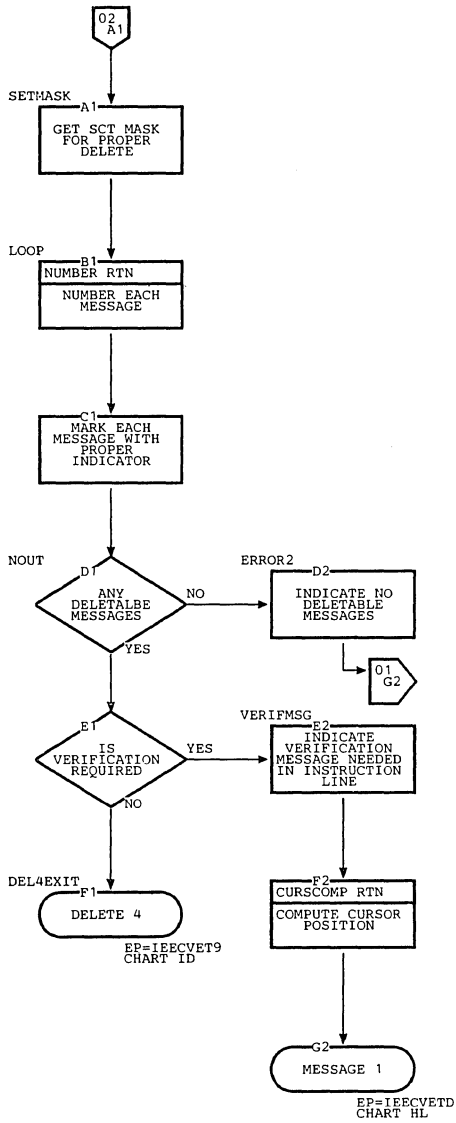 02
A1
SETMASK
A1
GET SCT MASK
FOR PROPER
DELETE
LOOP
B1
NUMBER RTN
NUMBER EACH
MESSAGE
C1
MARK EACH
MESSAGE WITH
PROPER
INDICATOR
NOUT
D1
ANY
DELETALBE
MESSAGES
NO
YES
ERROR2
D2
INDICATE NO
DELETABLE
MESSAGES
01
G2
E1
IS
VERIFICATION
REQUIRED
YES
NO
VERIFMSG
E2
INDICATE
VERIFICATION
MESSAGE NEEDED
IN INSTRUCTION
LINE
DEL4EXIT
F1
DELETE 4
EP=IEECVET9
CHART ID
F2
CURSCOMP RTN
COMPUTE CURSOR
POSITION
G2
MESSAGE 1
EP=IEECVETD
CHART HL